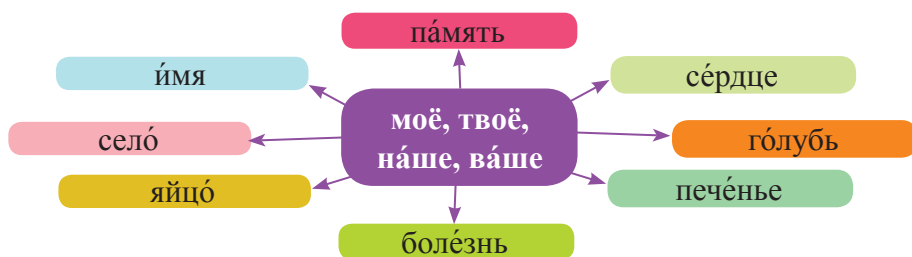 па́мять
и́мя
се́рдце
моё, твоё,
на́ше, ва́ше
село́
го́лубь
яйцо́
пече́нье
боле́знь